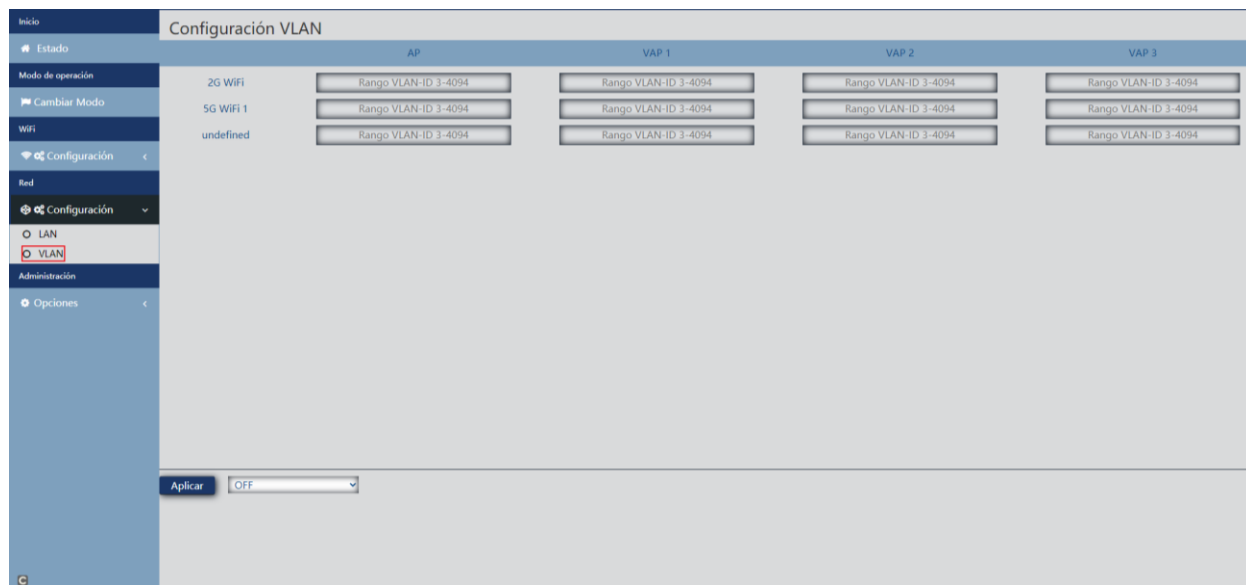 Inicio
Estado
Modo de operación
Cambiar Modo
WiFi
Configuración
Red
Configuración
LAN
VLAN
Administración
Opciones
Configuración VLAN
AP VAP 1 VAP 2 VAP 3
2G WiFi Rango VLAN-ID 3-4094 Rango VLAN-ID 3-4094 Rango VLAN-ID 3-4094 Rango VLAN-ID 3-4094
5G WiFi 1 Rango VLAN-ID 3-4094 Rango VLAN-ID 3-4094 Rango VLAN-ID 3-4094 Rango VLAN-ID 3-4094
undefined Rango VLAN-ID 3-4094 Rango VLAN-ID 3-4094 Rango VLAN-ID 3-4094 Rango VLAN-ID 3-4094
Aplicar OFF